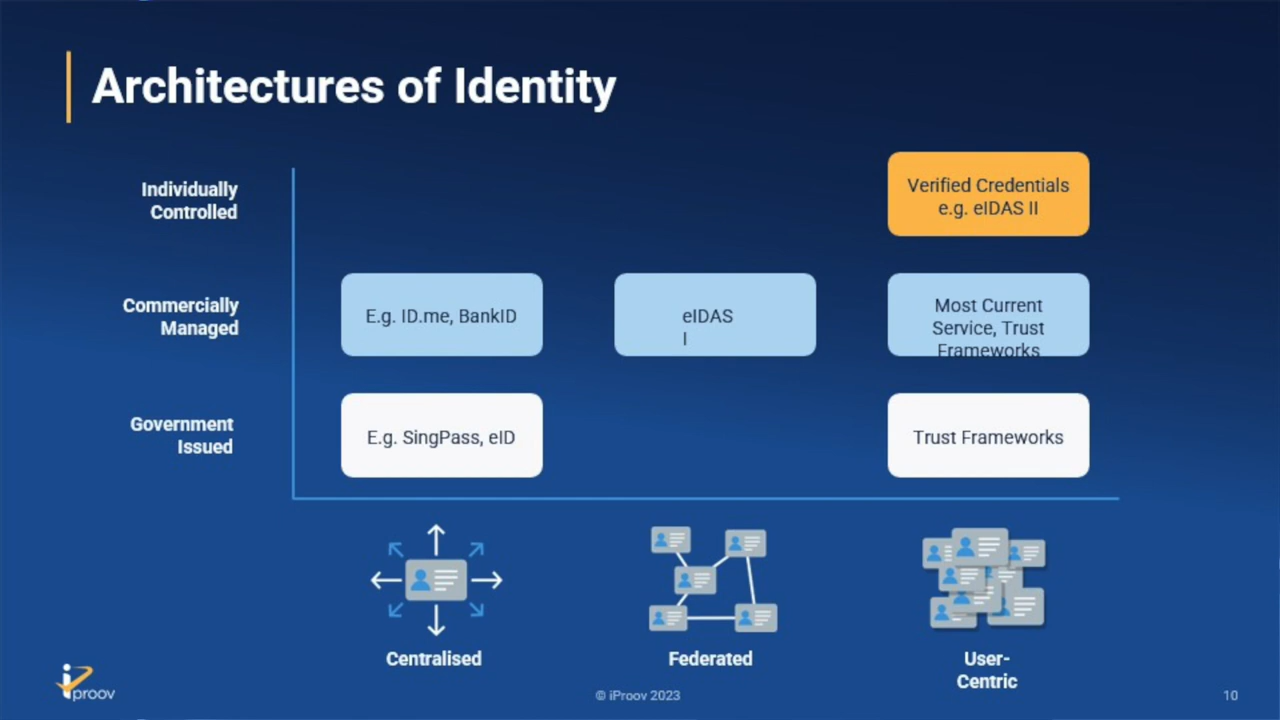 Architectures of Identity
Individually
Controlled
Verified Credentials
e.g. eIDAS II
Commercially
Managed
E.g. ID.me, BankID
eIDAS
I
Most Current
Service, Trust
Frameworks
Government
Issued
E.g. SingPass, eID
Trust Frameworks
Centralised
Federated
User-
Centric
iproov
© iProov 2023
10